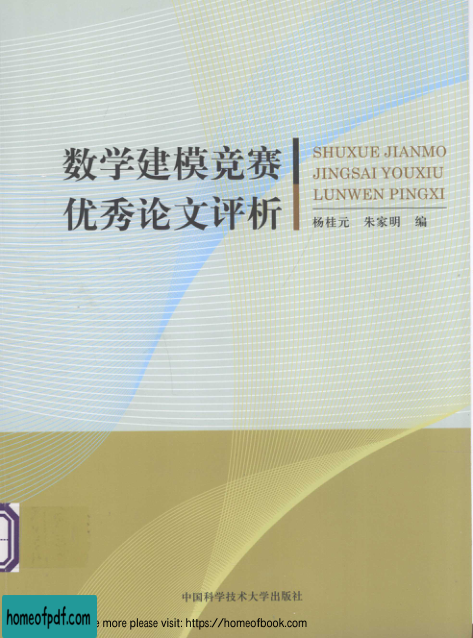 数学建模竞赛
优秀论文评析
SHUXUE JIANMO
JINGSAI YOUXIU
LUNWEN PINGXI
杨桂元 朱家明 编
中国科学技术大学出版社
homeofpdf.com
e more please visit: https://homeofbook.com